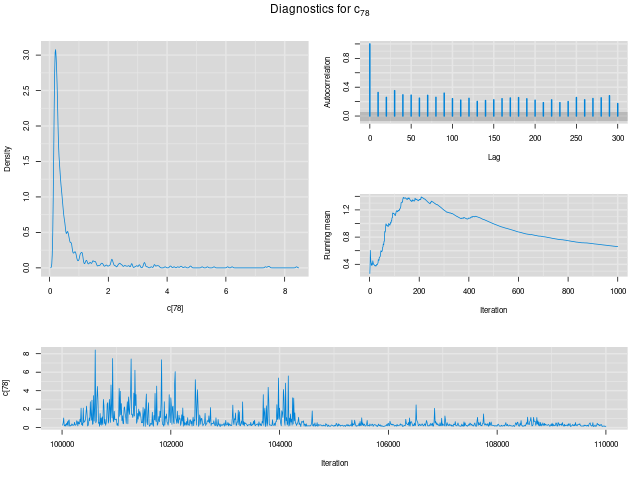 Diagnostics for c78
Density
0.0 0.5 1.0 1.5 2.0 2.5 3.0
0 2 4 6 8
c[78]
Autocorrelation
0.0 0.4 0.8
0 50 100 150 200 250 300
Lag
Running mean
0.4 0.8 1.2
0 200 400 600 800 1000
Iteration
c[78]
0 2 4 6 8
100000 102000 104000 106000 108000 110000
Iteration